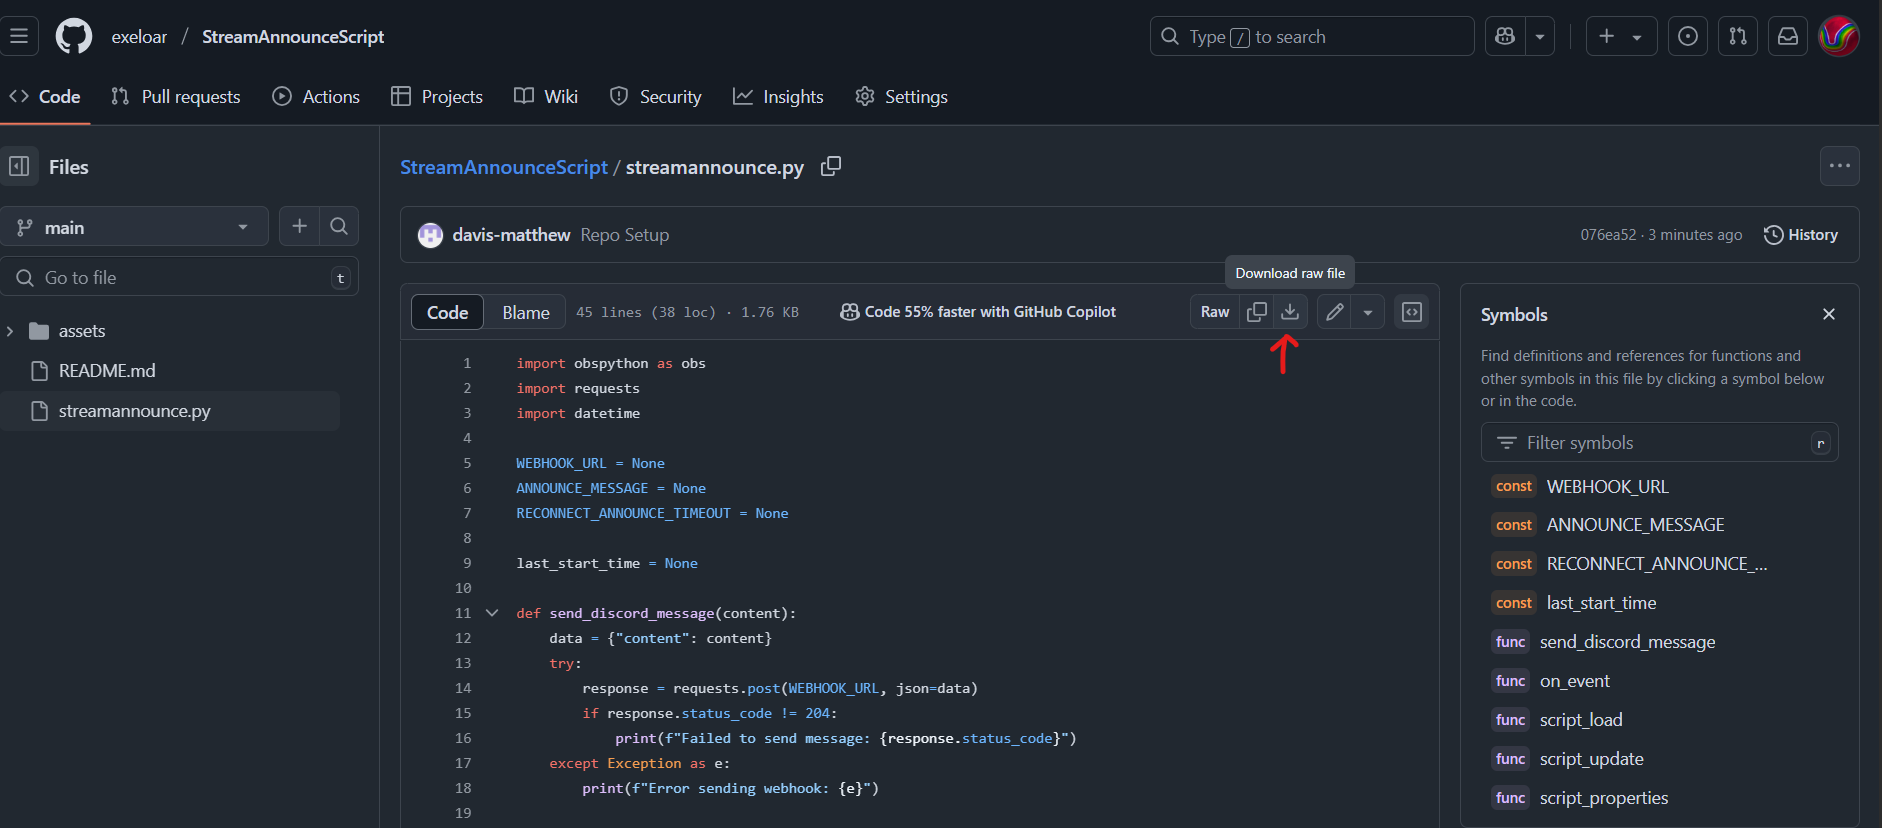 exeloar / StreamAnnounceScript
Type / to search
Code
Pull requests
Actions
Projects
Wiki
Security
Insights
Settings
Files
main
Go to file
t
assets
README.md
streamannounce.py
StreamAnnounceScript / streamannounce.py
davis-matthew Repo Setup
076ea52 · 3 minutes ago
History
Download raw file
Code
Blame
45 lines (38 loc) · 1.76 KB
Code 55% faster with GitHub Copilot
Raw
1 import obspython as obs
2 import requests
3 import datetime
4
5 WEBHOOK_URL = None
6 ANNOUNCE_MESSAGE = None
7 RECONNECT_ANNOUNCE_TIMEOUT = None
8
9 last_start_time = None
10
11 def send_discord_message(content):
12 data = {"content": content}
13 try:
14 response = requests.post(WEBHOOK_URL, json=data)
15 if response.status_code != 204:
16 print(f"Failed to send message: {response.status_code}")
17 except Exception as e:
18 print(f"Error sending webhook: {e}")
19
Symbols
Find definitions and references for functions and
other symbols in this file by clicking a symbol below
or in the code.
Filter symbols
r
const WEBHOOK_URL
const ANNOUNCE_MESSAGE
const RECONNECT_ANNOUNCE_...
const last_start_time
func send_discord_message
func on_event
func script_load
func script_update
func script_properties